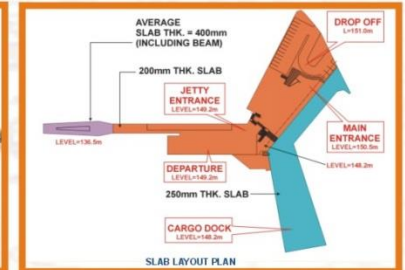 AVERAGE
SLAB THK. = 400mm
(INCLUDING BEAM)
DROP OFF
L=151.0m
200mm THK. SLAB
JETTY
ENTRANCE
LEVEL=149.2m
LEVEL=136.5m
MAIN
ENTRANCE
LEVEL=150.5m
DEPARTURE
LEVEL=149.2m
LEVEL=148.2m
250mm THK. SLAB
CARGO DOCK
LEVEL=148.2m
SLAB LAYOUT PLAN